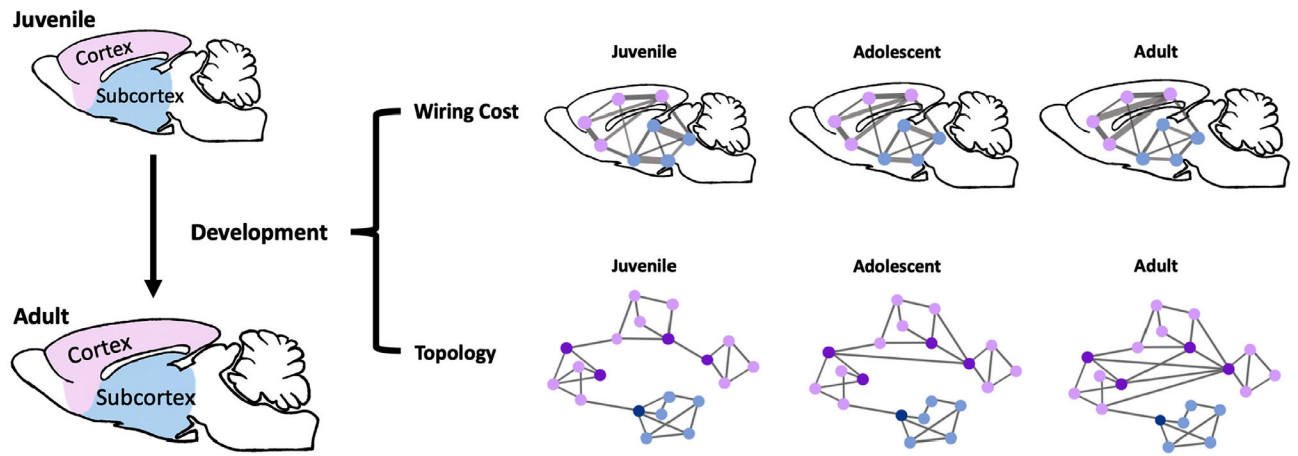 Juvenile
Cortex
Subcortex
Development
Adult
Cortex
Subcortex
Wiring Cost
Juvenile
Adolescent
Adult
Topology
Juvenile
Adolescent
Adult